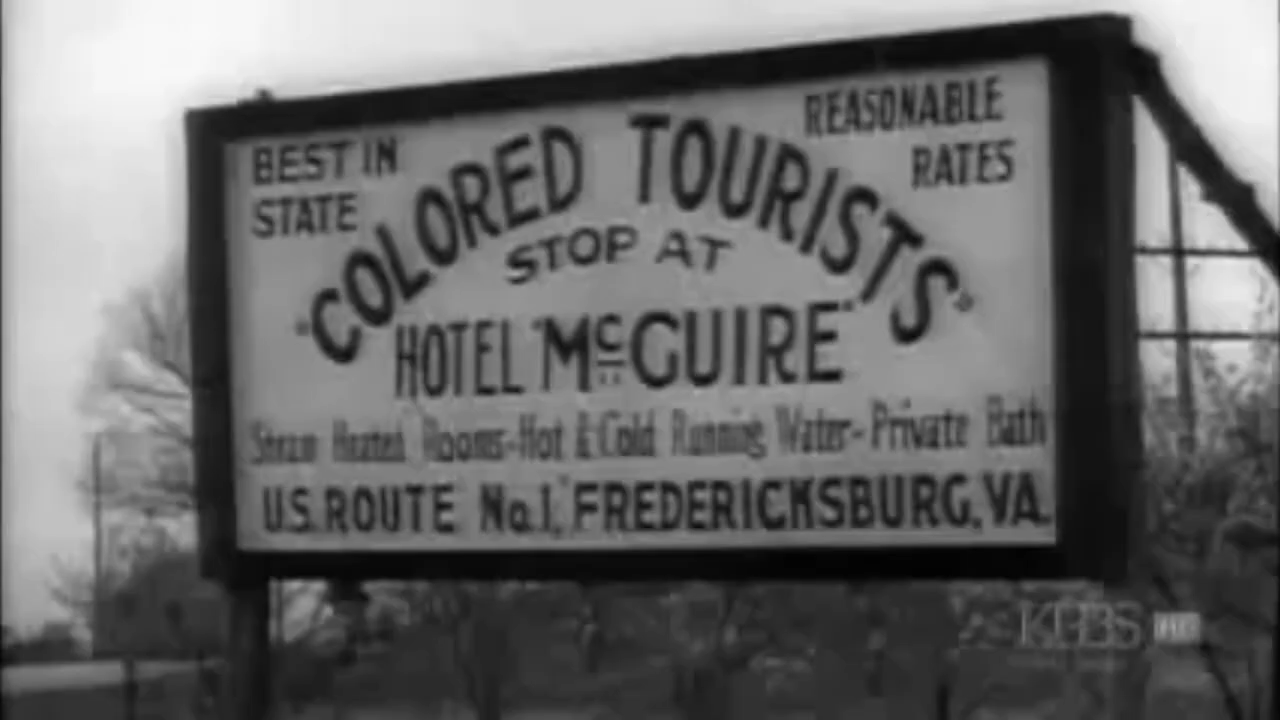 BEST IN
STATE
REASONABLE
RATES
"COLORED TOURISTS"
STOP AT
HOTEL "McGUIRE"
Steam Heated Rooms-Hot & Cold Running Water-Private Bath
U.S. ROUTE No.1, FREDERICKSBURG, VA.